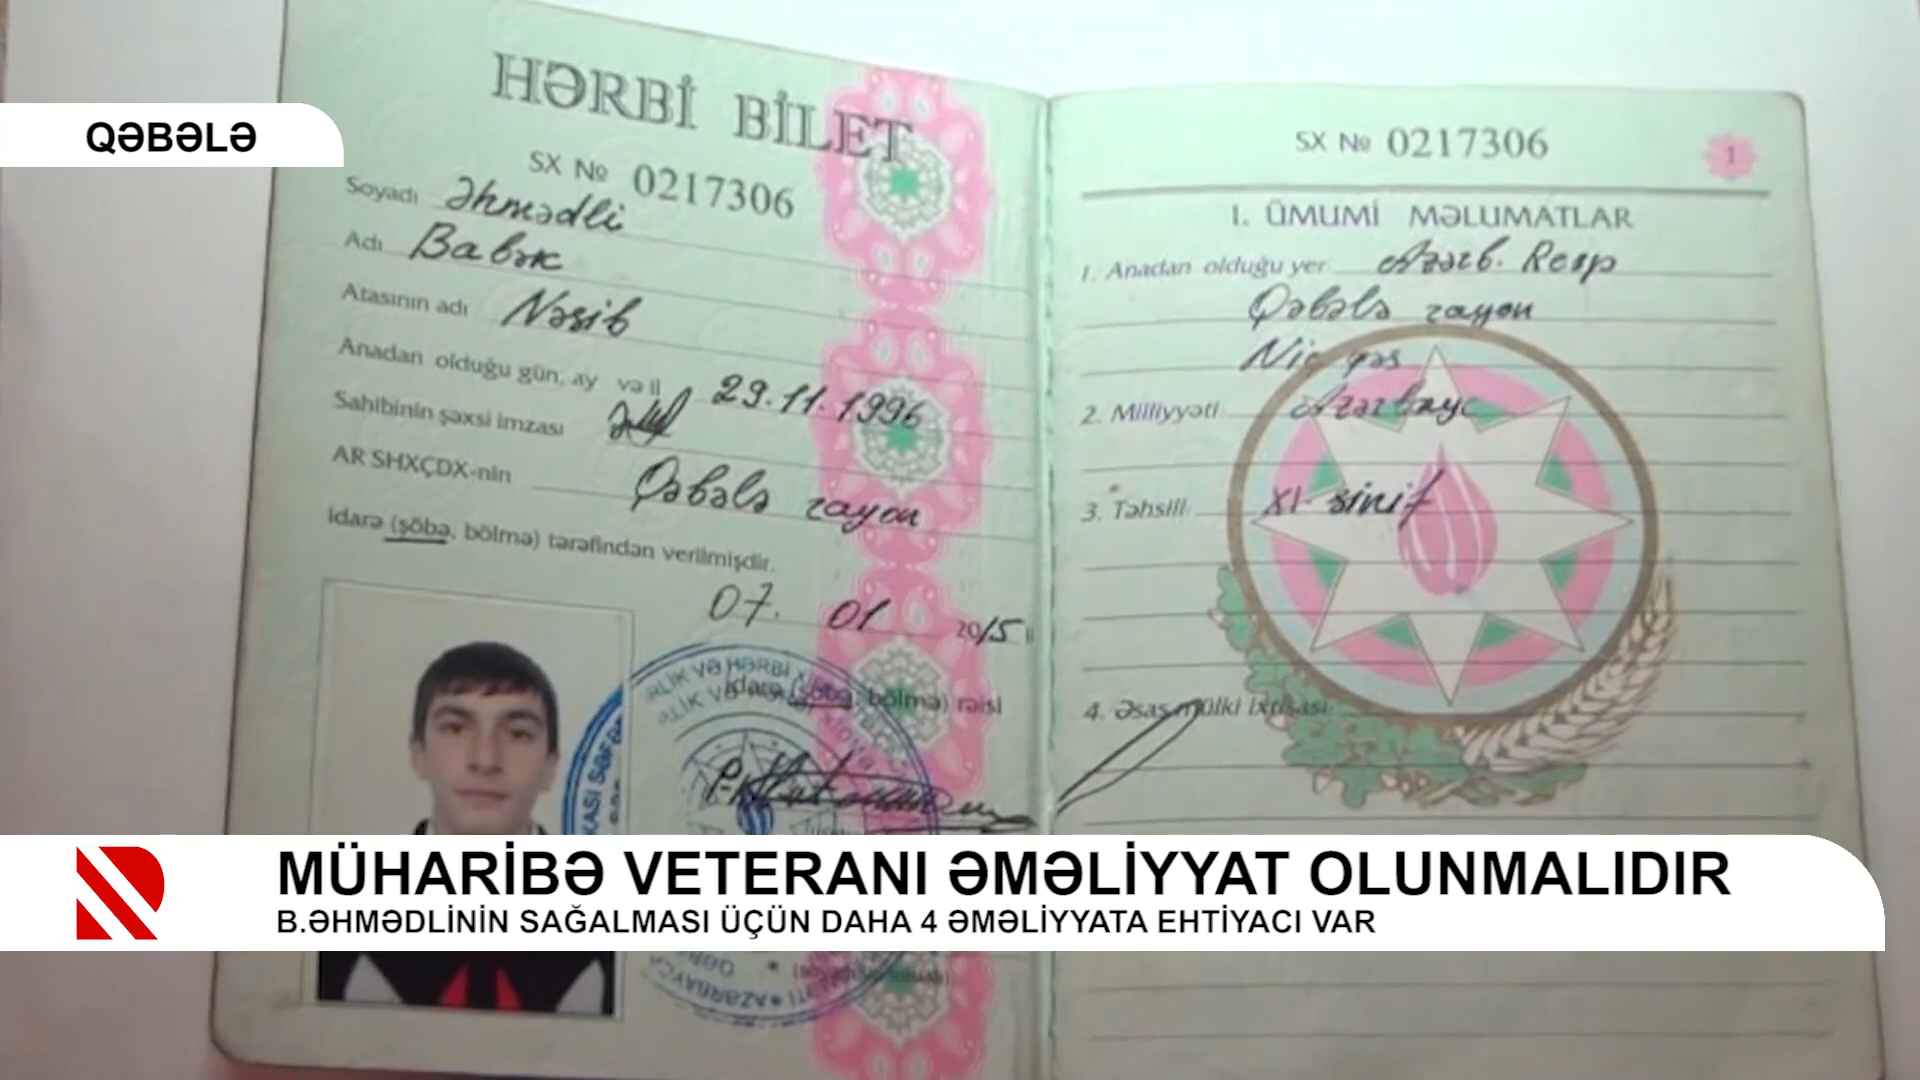 QƏBƏLƏ
HƏRBİ BİLET
SX № 0217306
Soyadı Əhmədli
Adı Babək
Atasının adı Nəsib
Anadan olduğu gün, ay və il 29.11.1996
Sahibinin şəxsi imzası
AR SHXÇDX-nin Qəbələ rayon
idarə (şöbə, bölmə) tərəfindən verilmişdir.
07. 01 2015 il
idarə (şöbə, bölmə) rəisi
SX № 0217306
1
I. ÜMUMİ MƏLUMATLAR
1. Anadan olduğu yer Azərb. Resp
Qəbələ rayon
Nic qəs
2. Milliyyəti Azərbayc
3. Təhsili XI sinif
4. Əsas mülki ixtisası
MÜHARİBƏ VETERANI ƏMƏLİYYAT OLUNMALIDIR
B.ƏHMƏDLİNİN SAĞALMASI ÜÇÜN DAHA 4 ƏMƏLİYYATA EHTİYACI VAR